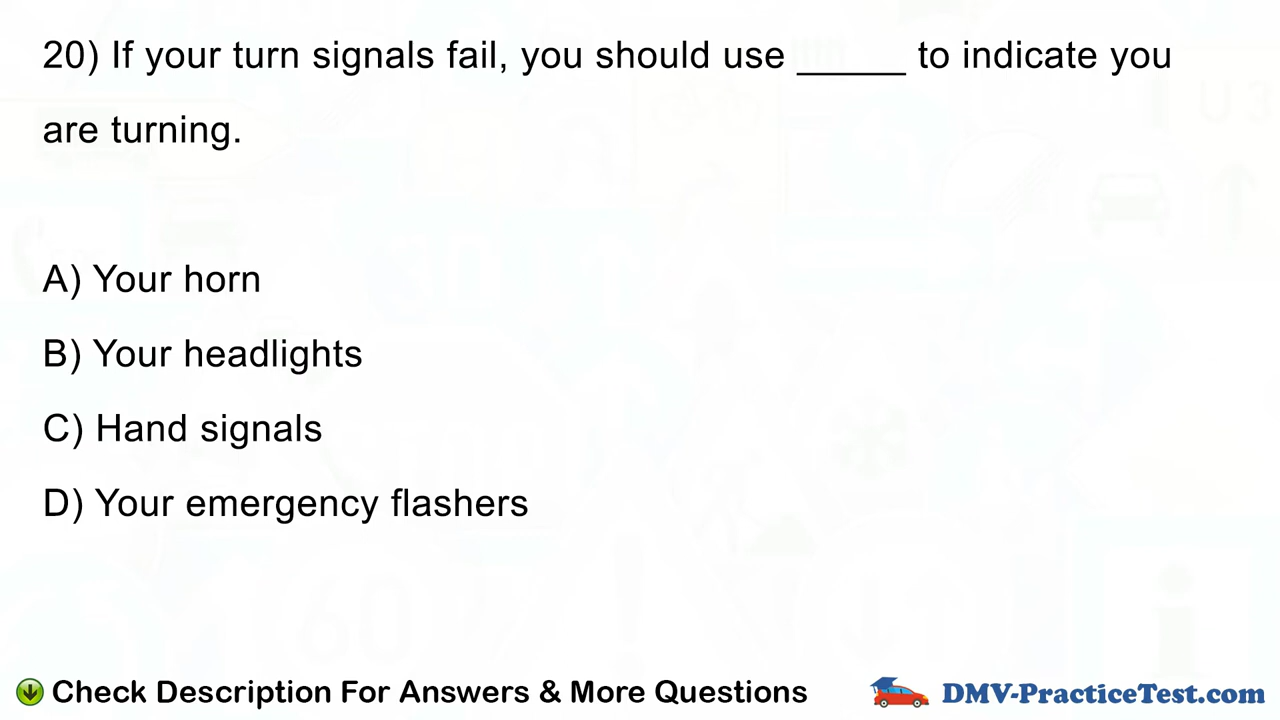 20) If your turn signals fail, you should use _____ to indicate you
are turning.
A) Your horn
B) Your headlights
C) Hand signals
D) Your emergency flashers
Check Description For Answers & More Questions
DMV-PracticeTest.com